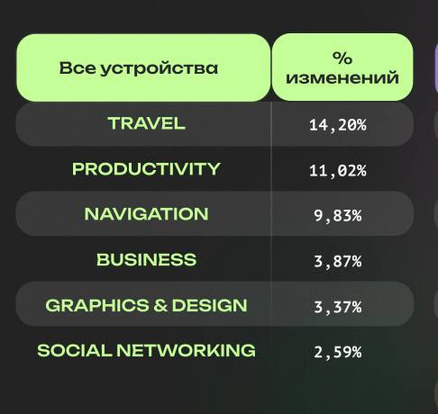 Все устройства
%
изменений
TRAVEL 14,20%
PRODUCTIVITY 11,02%
NAVIGATION 9,83%
BUSINESS 3,87%
GRAPHICS & DESIGN 3,37%
SOCIAL NETWORKING 2,59%